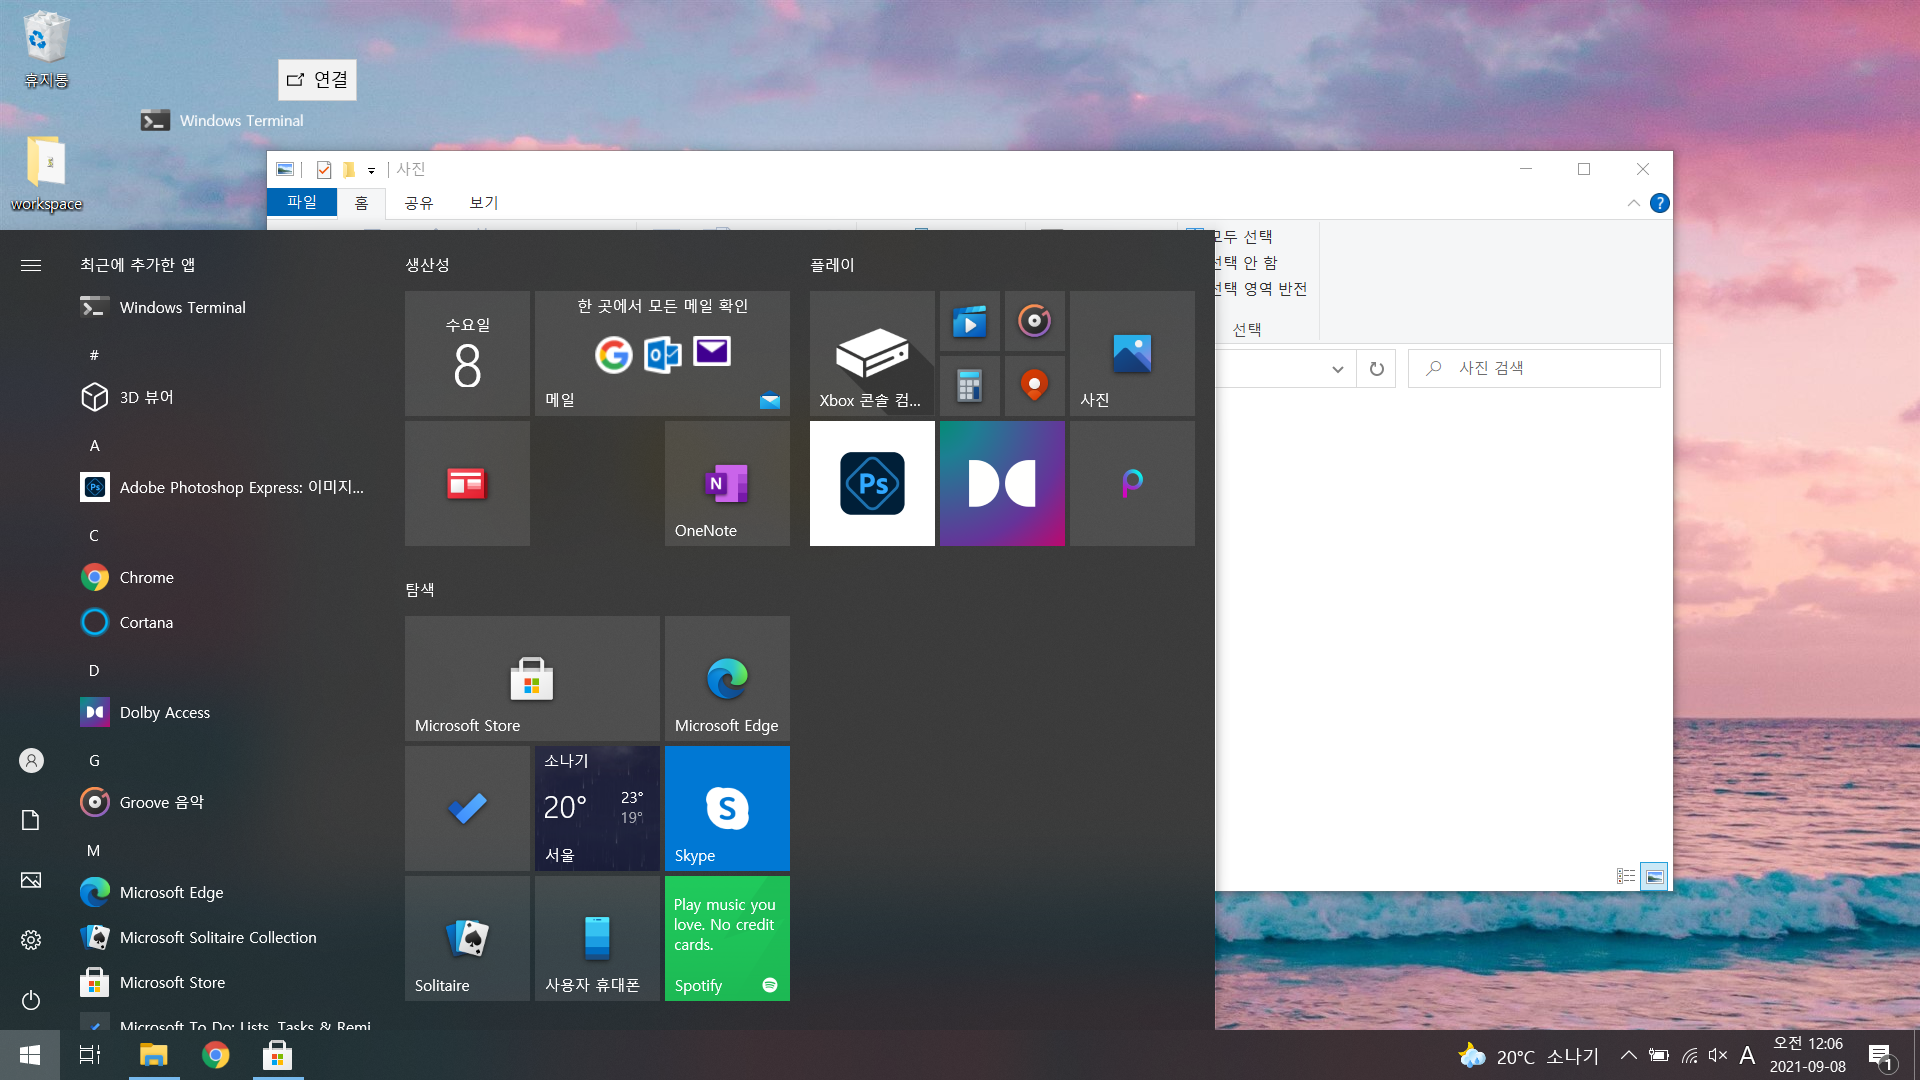 휴지통
연결
Windows Terminal
workspace
사진
파일
홈
공유
보기
모두 선택
선택 안 함
선택 영역 반전
선택
사진 검색
최근에 추가한 앱
Windows Terminal
#
3D 뷰어
A
Adobe Photoshop Express: 이미지...
C
Chrome
Cortana
D
Dolby Access
G
Groove 음악
M
Microsoft Edge
Microsoft Solitaire Collection
Microsoft Store
Microsoft To Do: Lists, Tasks & Remi
생산성
수요일
8
한 곳에서 모든 메일 확인
메일
OneNote
탐색
Microsoft Store
Microsoft Edge
소나기
20°
23°
19°
서울
Skype
Solitaire
사용자 휴대폰
Play music you
love. No credit
cards.
Spotify
플레이
Xbox 콘솔 컴...
사진
Ps
20°C 소나기
A
오전 12:06
2021-09-08
1